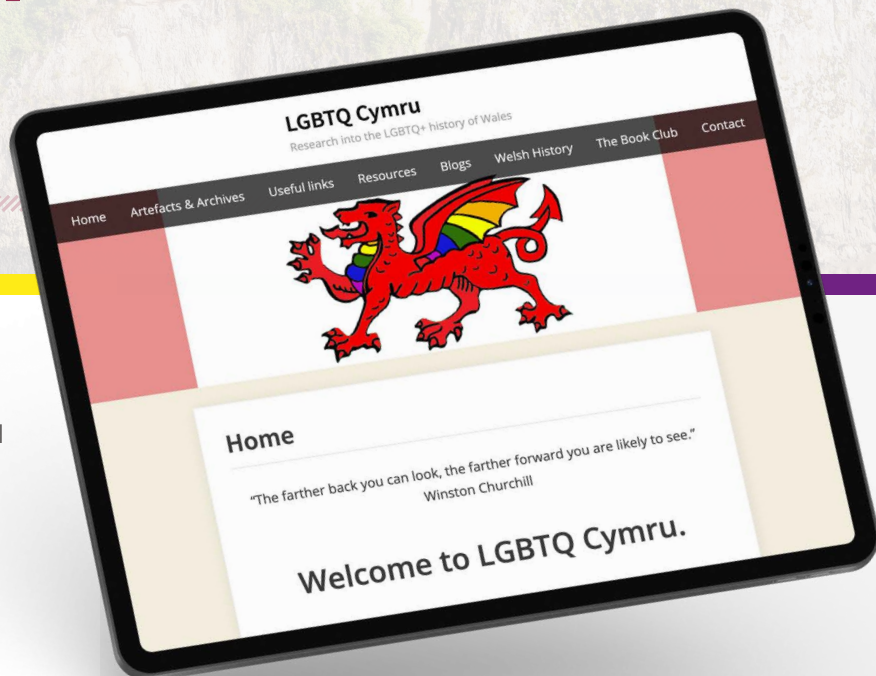 LGBTQ Cymru
Research into the LGBTQ+ history of Wales
Home Artefacts & Archives Useful links Resources Blogs Welsh History The Book Club Contact
Home
“The farther back you can look, the farther forward you are likely to see.”
Winston Churchill
Welcome to LGBTQ Cymru.